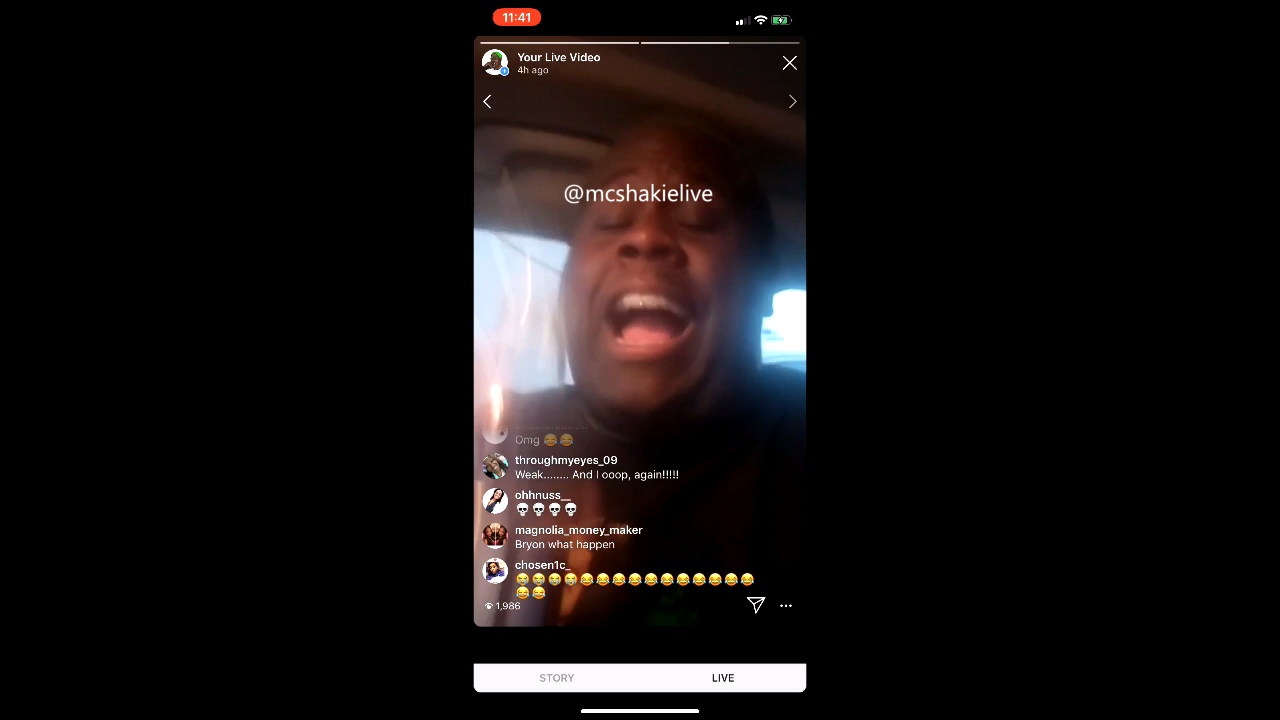 11:41
Your Live Video
4h ago
@mcshakielive
Omg 😂😂
throughmyeyes_09
Weak........ And I ooop, again!!!!!
ohhnuss__
💀💀💀💀
magnolia_money_maker
Bryon what happen
chosen1c_
😭😭😭😭😂😂😂😂😂😂😂😂😂😂😂
😂😂
1,986
STORY
LIVE